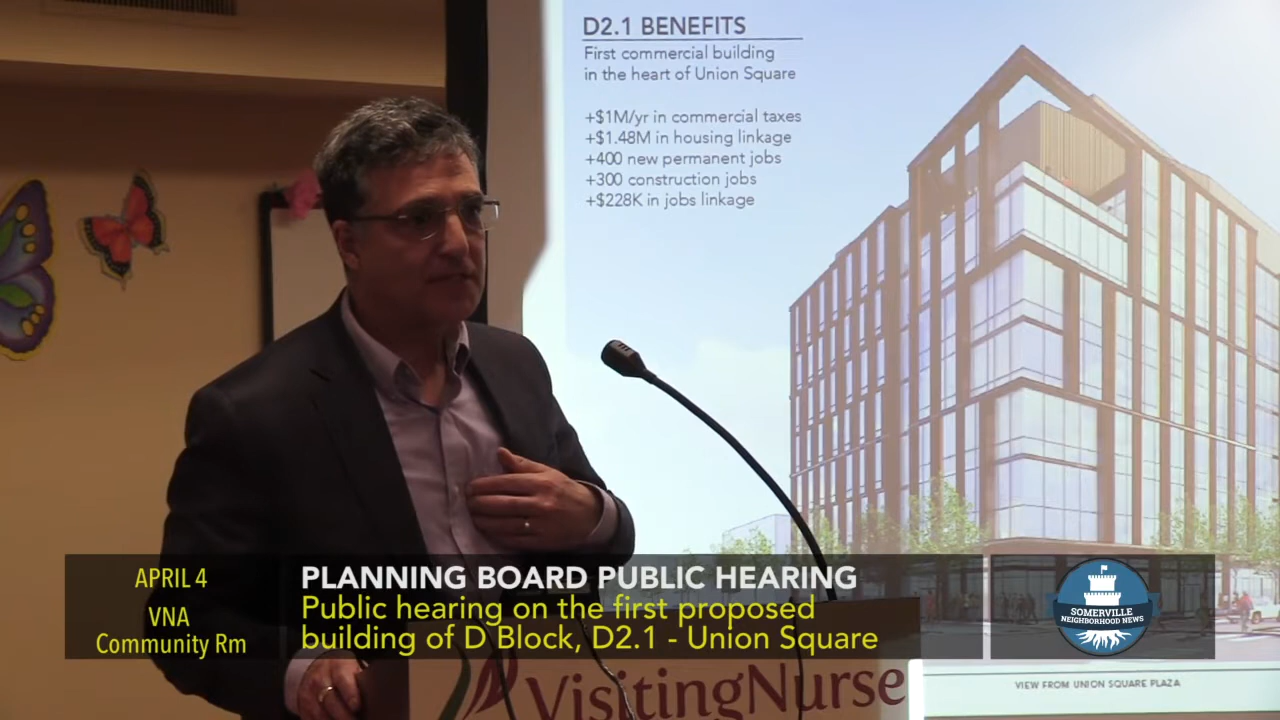 D2.1 BENEFITS
First commercial building
in the heart of Union Square
+$1M/yr in commercial taxes
+$1.48M in housing linkage
+400 new permanent jobs
+300 construction jobs
+$228K in jobs linkage
APRIL 4
VNA
Community Rm
PLANNING BOARD PUBLIC HEARING
Public hearing on the first proposed
building of D Block, D2.1 - Union Square
SOMERVILLE
NEIGHBORHOOD NEWS
VisitingNurse
VIEW FROM UNION SQUARE PLAZA